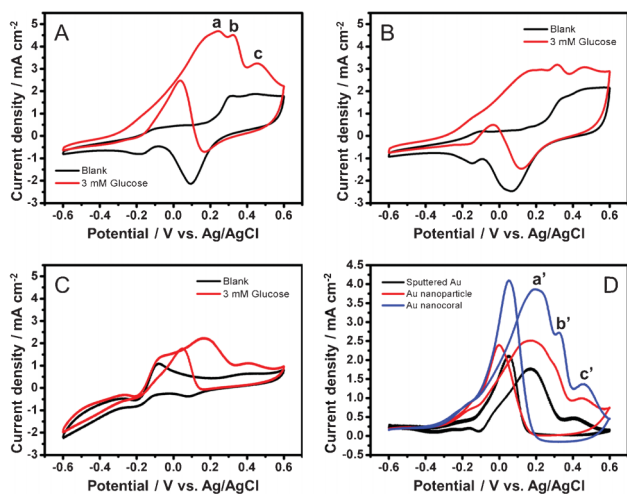 A
a
b
c
Current density / mA cm⁻²
5
4
3
2
1
0
-1
-2
-3
Blank
3 mM Glucose
-0.6 -0.4 -0.2 0.0 0.2 0.4 0.6
Potential / V vs. Ag/AgCl
B
Current density / mA cm⁻²
5
4
3
2
1
0
-1
-2
-3
Blank
3 mM Glucose
-0.6 -0.4 -0.2 0.0 0.2 0.4 0.6
Potential / V vs. Ag/AgCl
C
Current density / mA cm⁻²
5
4
3
2
1
0
-1
-2
-3
Blank
3 mM Glucose
-0.6 -0.4 -0.2 0.0 0.2 0.4 0.6
Potential / V vs. Ag/AgCl
D
a’
b’
c’
Current density / mA cm⁻²
4.5
4.0
3.5
3.0
2.5
2.0
1.5
1.0
0.5
0.0
-0.5
Sputtered Au
Au nanoparticle
Au nanocoral
-0.6 -0.4 -0.2 0.0 0.2 0.4 0.6
Potential / V vs. Ag/AgCl